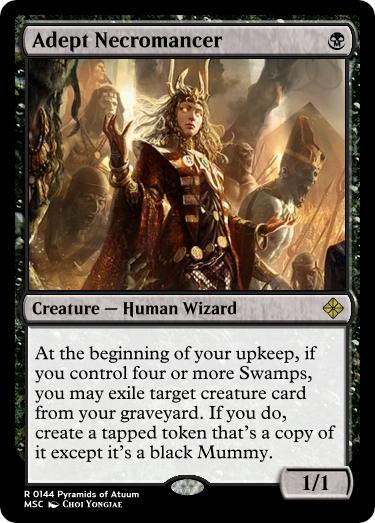 Adept Necromancer
Creature — Human Wizard
At the beginning of your upkeep, if
you control four or more Swamps,
you may exile target creature card
from your graveyard. If you do,
create a tapped token that's a copy of
it except it's a black Mummy.
1/1
R 0144 Pyramids of Atuum
MSC Choi Yongjae